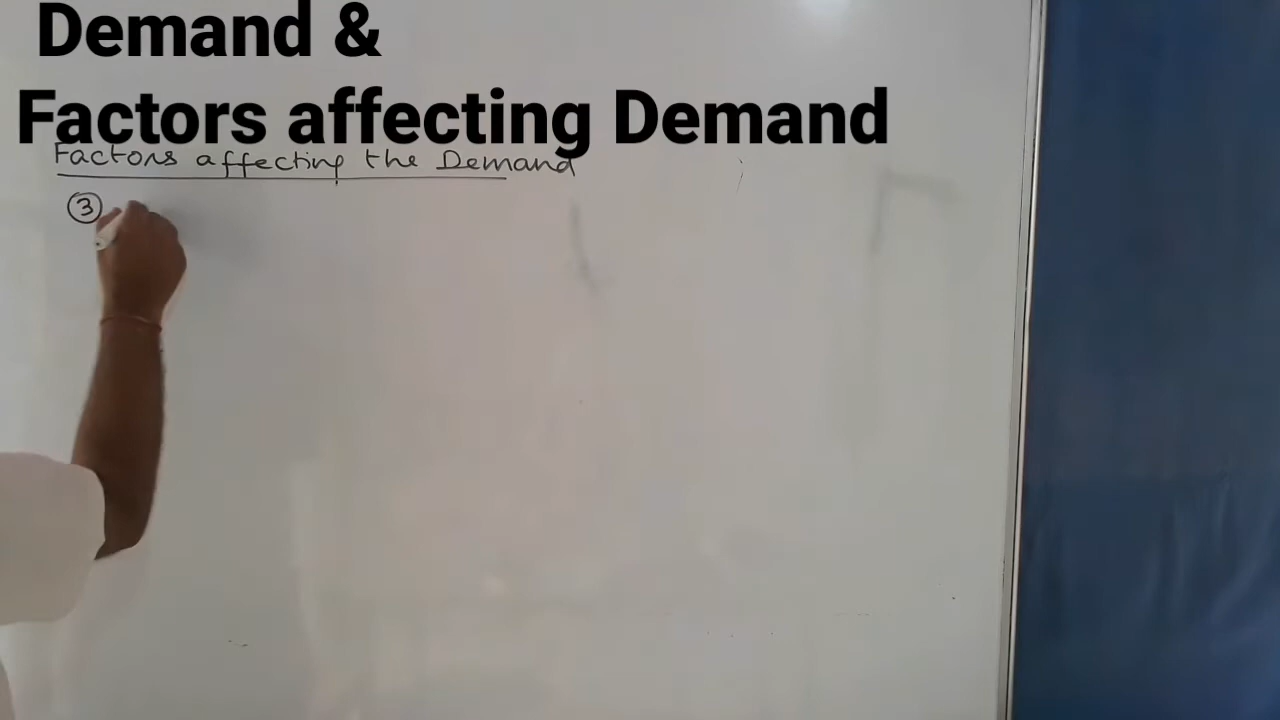 Demand &
Factors affecting Demand
Factors affecting the Demand
③